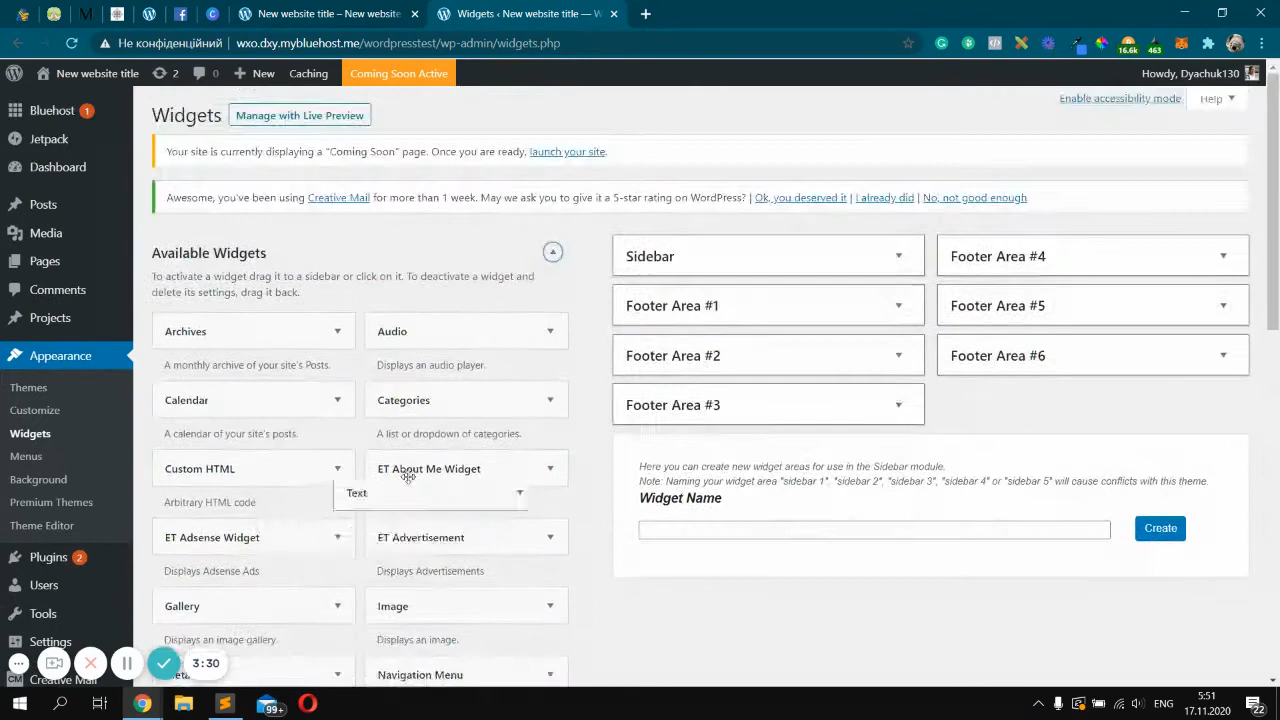 New website title – New website
Widgets ‹ New website title — W
Не конфіденційний
wxo.dxy.mybluehost.me/wordpresstest/wp-admin/widgets.php
16.6k
463
New website title
2
0
New
Caching
Coming Soon Active
Howdy, Dyachuk130
Bluehost 1
Jetpack
Dashboard
Posts
Media
Pages
Comments
Projects
Appearance
Themes
Customize
Widgets
Menus
Background
Premium Themes
Theme Editor
Plugins 2
Users
Tools
Settings
Creative Mail
Widgets
Manage with Live Preview
Enable accessibility mode
Help
Your site is currently displaying a "Coming Soon" page. Once you are ready, launch your site.
Awesome, you've been using Creative Mail for more than 1 week. May we ask you to give it a 5-star rating on WordPress? | Ok, you deserved it | I already did | No, not good enough
Available Widgets
To activate a widget drag it to a sidebar or click on it. To deactivate a widget and
delete its settings, drag it back.
Archives
Audio
A monthly archive of your site's Posts.
Displays an audio player.
Calendar
Categories
A calendar of your site's posts.
A list or dropdown of categories.
Custom HTML
ET About Me Widget
Text
Arbitrary HTML code
ET Adsense Widget
ET Advertisement
Displays Adsense Ads
Displays Advertisements
Gallery
Image
Displays an image gallery.
Displays an image.
Navigation Menu
Sidebar
Footer Area #4
Footer Area #1
Footer Area #5
Footer Area #2
Footer Area #6
Footer Area #3
Here you can create new widget areas for use in the Sidebar module.
Note: Naming your widget area "sidebar 1", "sidebar 2", "sidebar 3", "sidebar 4" or "sidebar 5" will cause conflicts with this theme.
Widget Name
Create
3:30
99+
ENG
5:51
17.11.2020
22